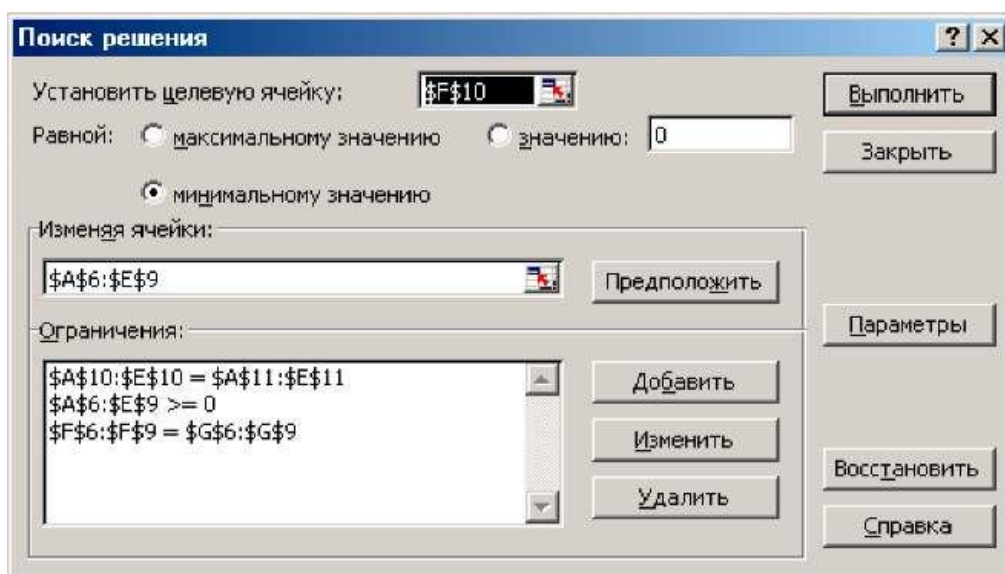 Поиск решения
Установить целевую ячейку: $F$10
Выполнить
Равной: максимальному значению значению: 0
Закрыть
минимальному значению
Изменяя ячейки:
$A$6:$E$9
Предположить
Ограничения:
Параметры
$A$10:$E$10 = $A$11:$E$11
$A$6:$E$9 >= 0
$F$6:$F$9 = $G$6:$G$9
Добавить
Изменить
Удалить
Восстановить
Справка